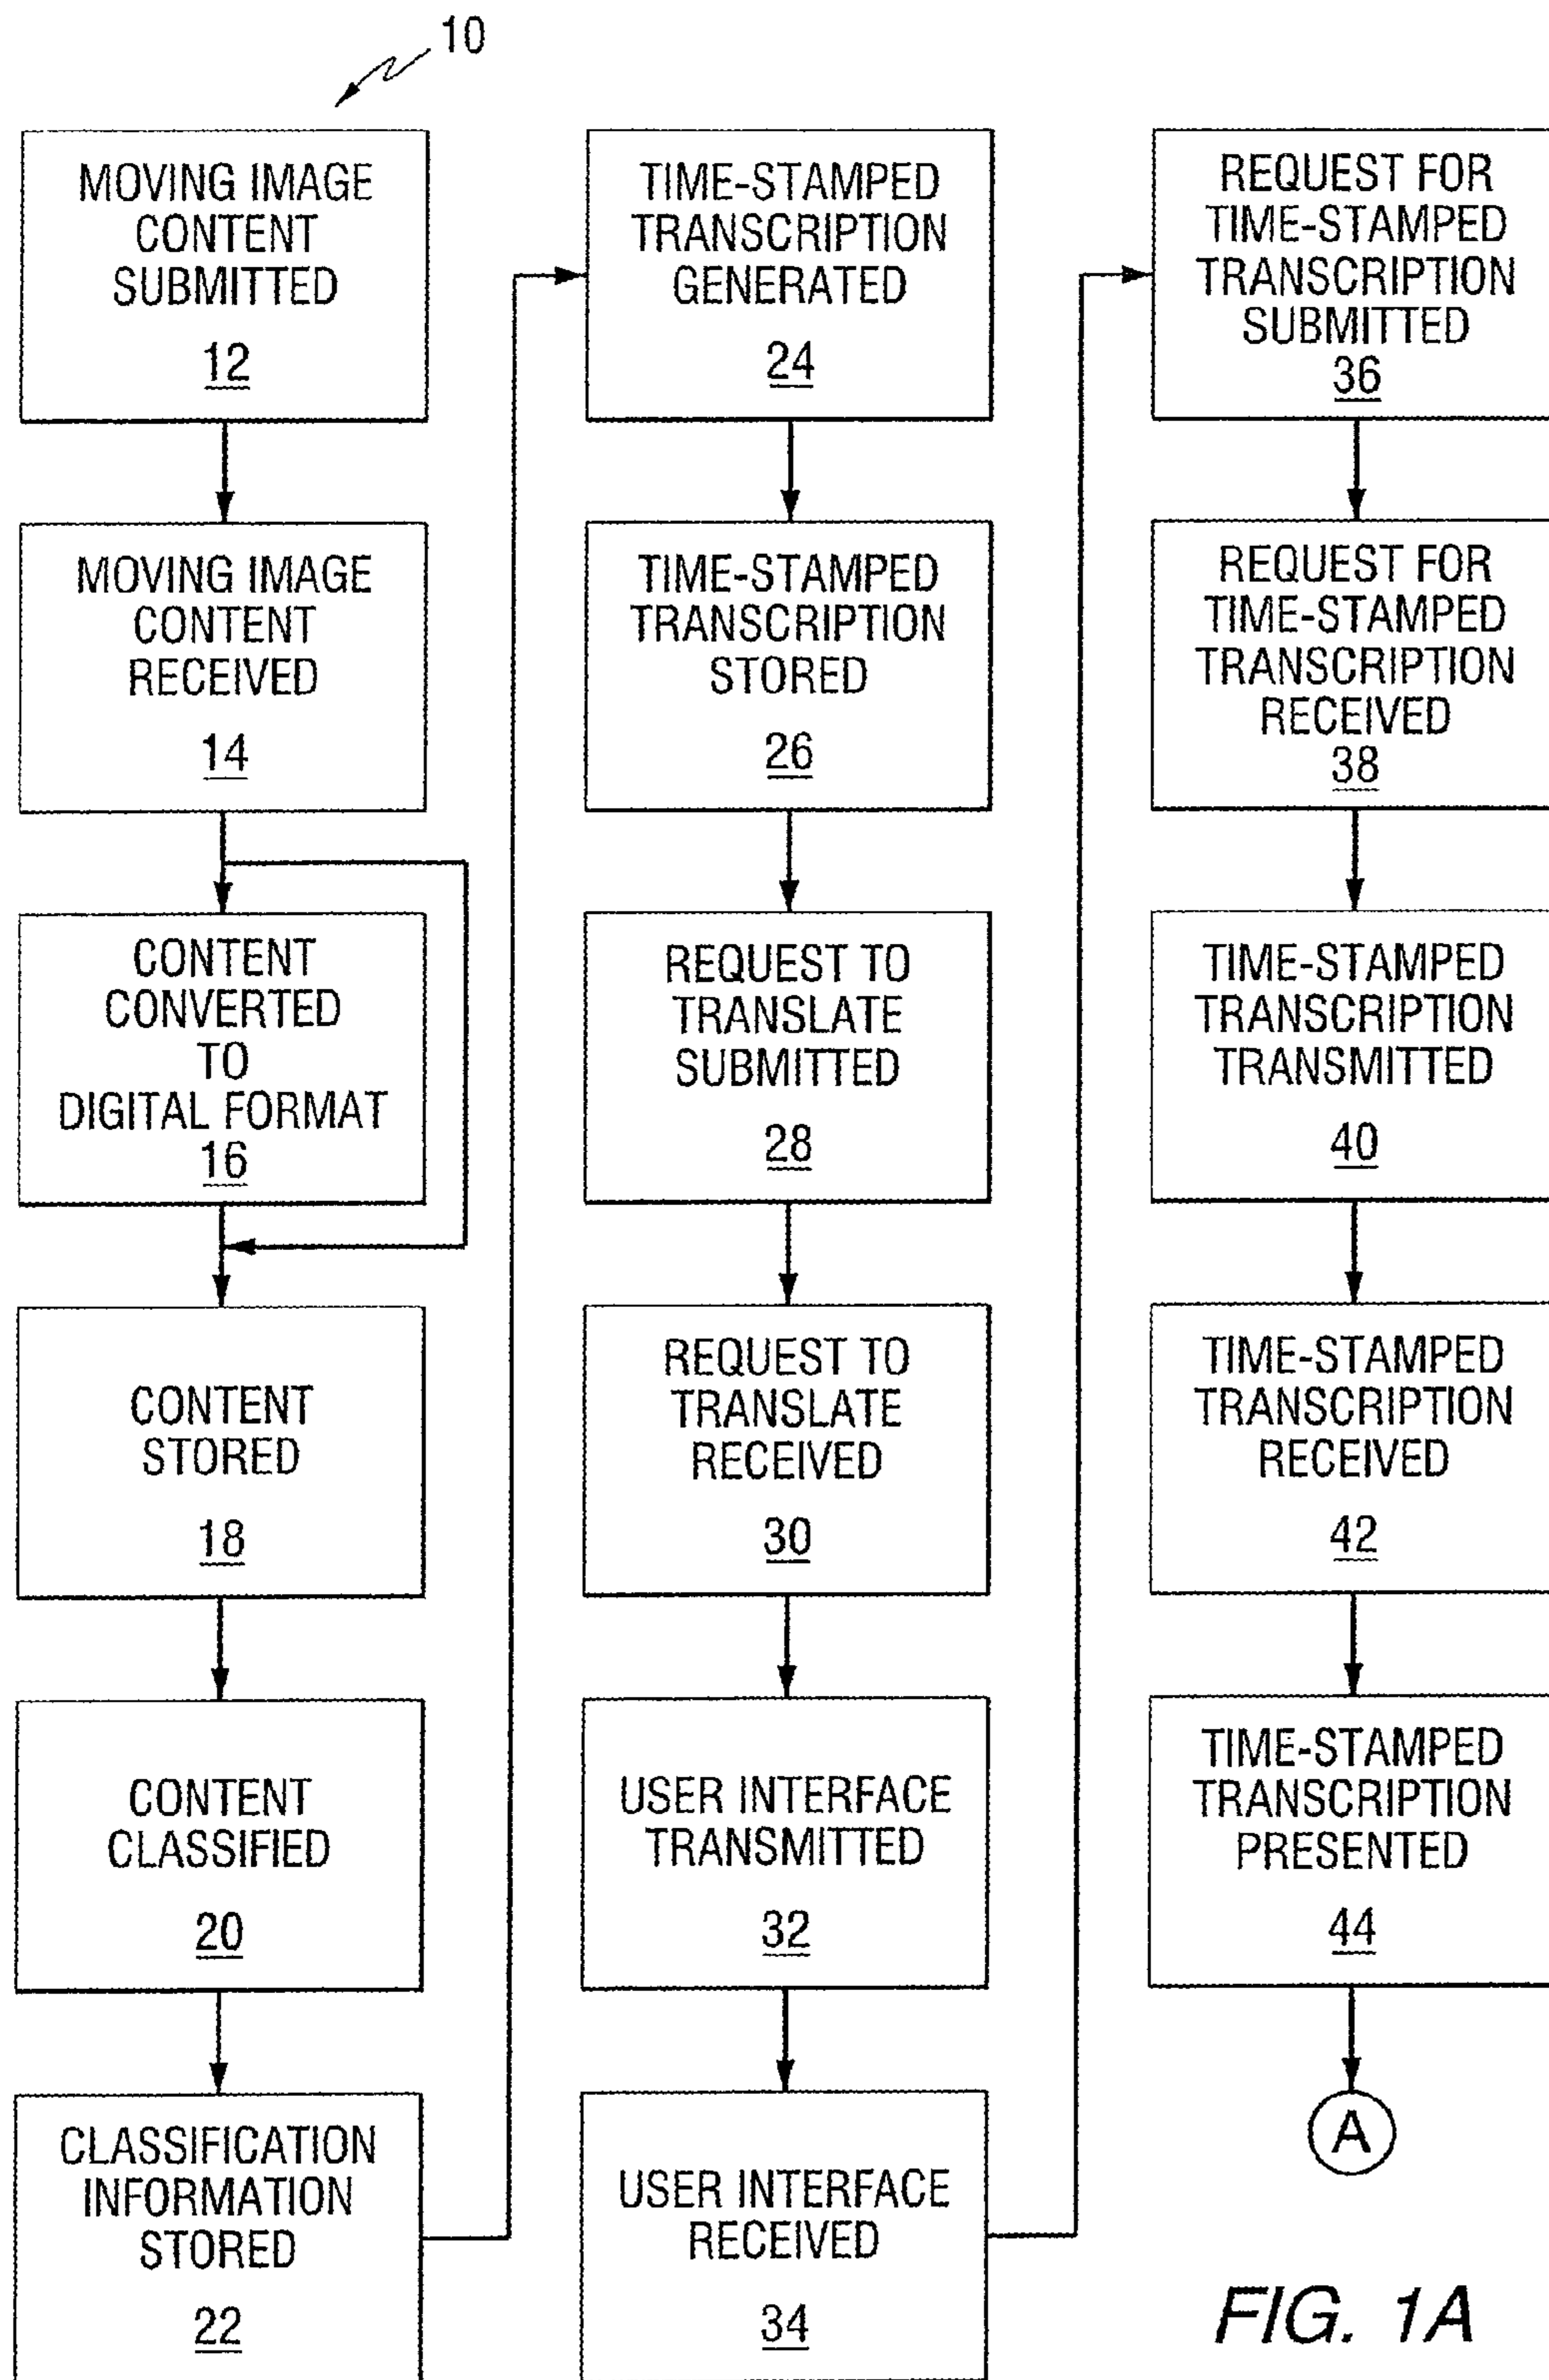 10
MOVING IMAGE
CONTENT
SUBMITTED
12
MOVING IMAGE
CONTENT
RECEIVED
14
CONTENT
CONVERTED
TO
DIGITAL FORMAT
16
CONTENT
STORED
18
CONTENT
CLASSIFIED
20
CLASSIFICATION
INFORMATION
STORED
22
TIME-STAMPED
TRANSCRIPTION
GENERATED
24
TIME-STAMPED
TRANSCRIPTION
STORED
26
REQUEST TO
TRANSLATE
SUBMITTED
28
REQUEST TO
TRANSLATE
RECEIVED
30
USER INTERFACE
TRANSMITTED
32
USER INTERFACE
RECEIVED
34
REQUEST FOR
TIME-STAMPED
TRANSCRIPTION
SUBMITTED
36
REQUEST FOR
TIME-STAMPED
TRANSCRIPTION
RECEIVED
38
TIME-STAMPED
TRANSCRIPTION
TRANSMITTED
40
TIME-STAMPED
TRANSCRIPTION
RECEIVED
42
TIME-STAMPED
TRANSCRIPTION
PRESENTED
44
A
FIG. 1A